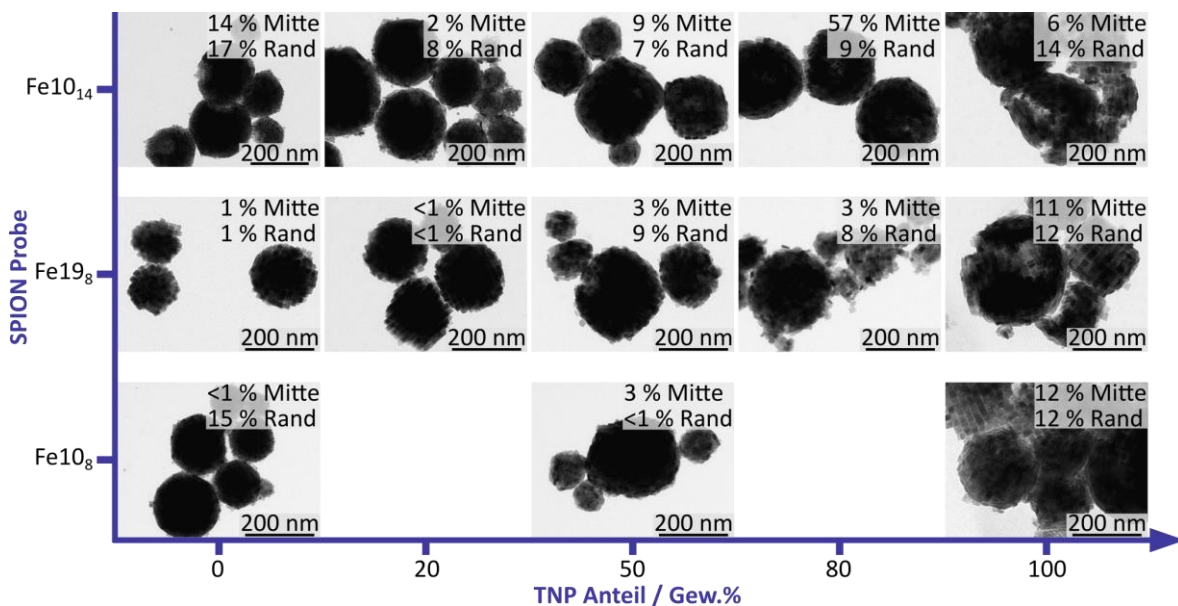 14 % Mitte
17 % Rand
200 nm
2 % Mitte
8 % Rand
200 nm
9 % Mitte
7 % Rand
200 nm
57 % Mitte
9 % Rand
200 nm
6 % Mitte
14 % Rand
200 nm
Fe10₁₄
1 % Mitte
1 % Rand
200 nm
<1 % Mitte
<1 % Rand
200 nm
3 % Mitte
9 % Rand
200 nm
3 % Mitte
8 % Rand
200 nm
11 % Mitte
12 % Rand
200 nm
Fe19₈
SPION Probe
<1 % Mitte
15 % Rand
200 nm
3 % Mitte
<1 % Rand
200 nm
12 % Mitte
12 % Rand
200 nm
Fe10₈
0
20
50
80
100
TNP Anteil / Gew.%